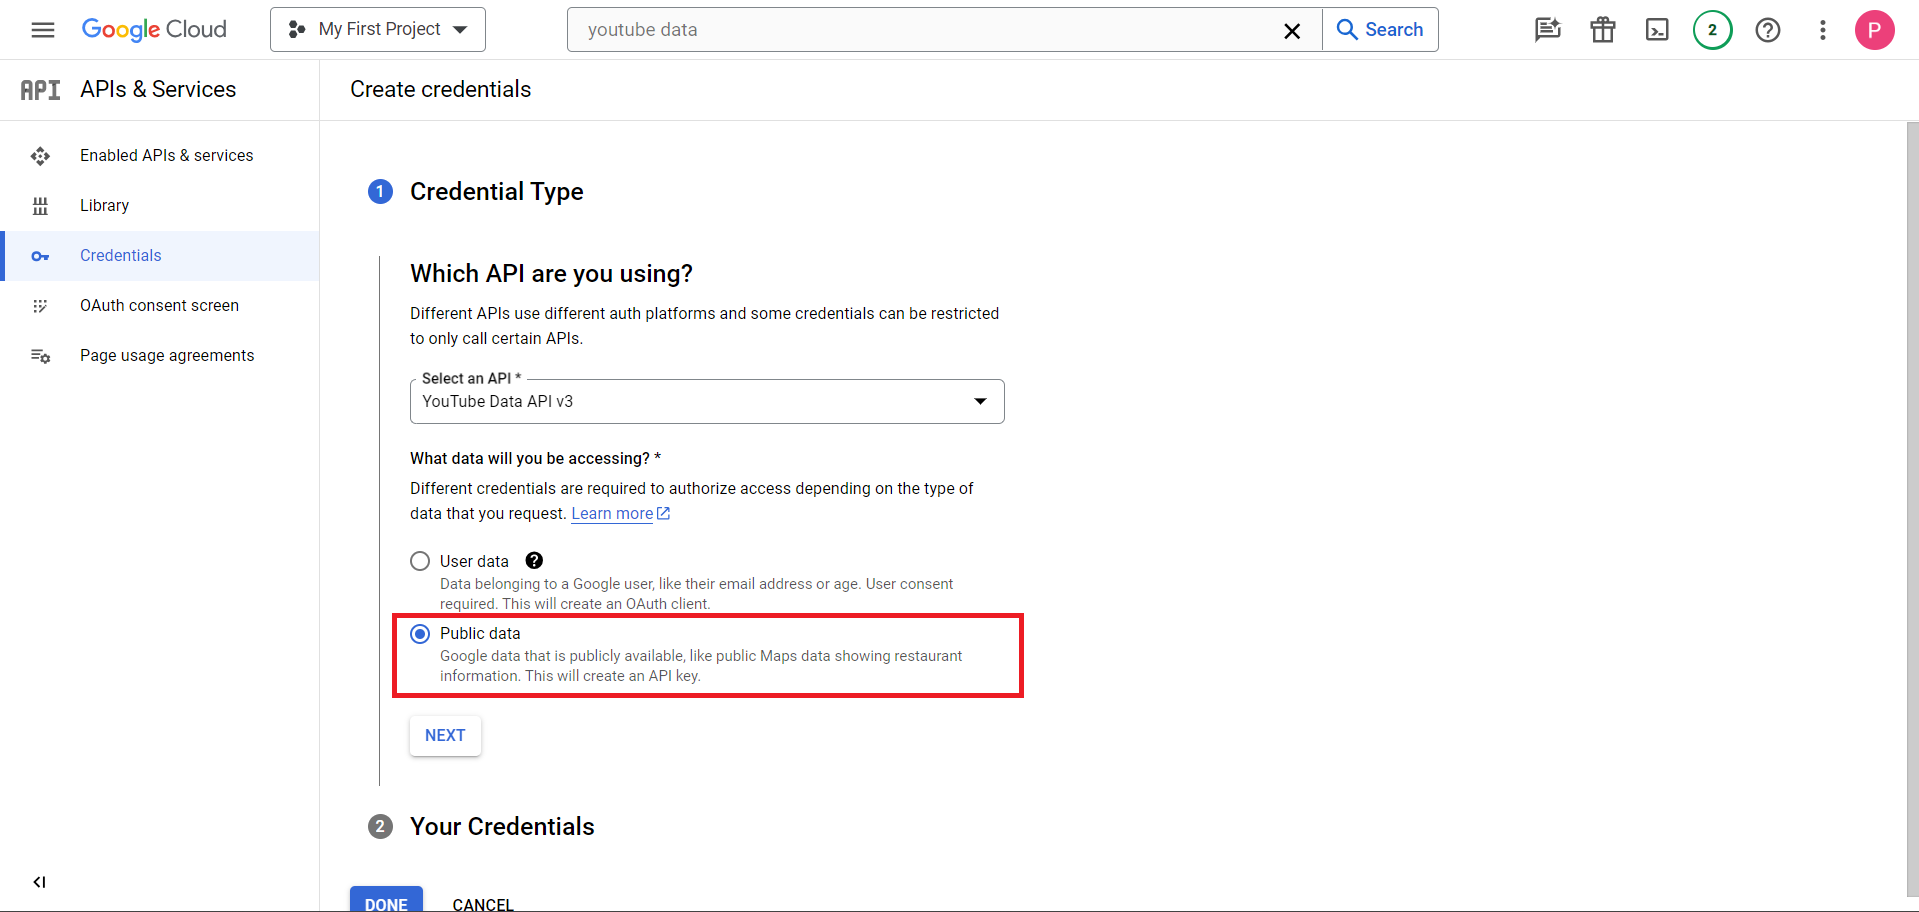 Google Cloud
My First Project
youtube data
Search
2
P
API
APIs & Services
Create credentials
Enabled APIs & services
Library
Credentials
OAuth consent screen
Page usage agreements
1
Credential Type
Which API are you using?
Different APIs use different auth platforms and some credentials can be restricted
to only call certain APIs.
Select an API *
YouTube Data API v3
What data will you be accessing? *
Different credentials are required to authorize access depending on the type of
data that you request. Learn more
User data
Data belonging to a Google user, like their email address or age. User consent
required. This will create an OAuth client.
Public data
Google data that is publicly available, like public Maps data showing restaurant
information. This will create an API key.
NEXT
2
Your Credentials
DONE
CANCEL